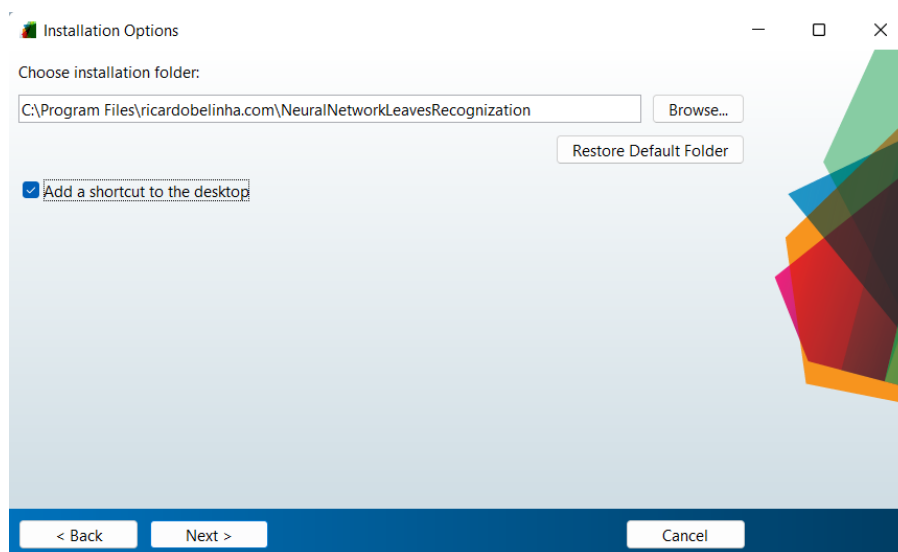 Installation Options
Choose installation folder:
C:\Program Files\ricardobelinha.com\NeuralNetworkLeavesRecognization
Browse...
Restore Default Folder
Add a shortcut to the desktop
< Back
Next >
Cancel